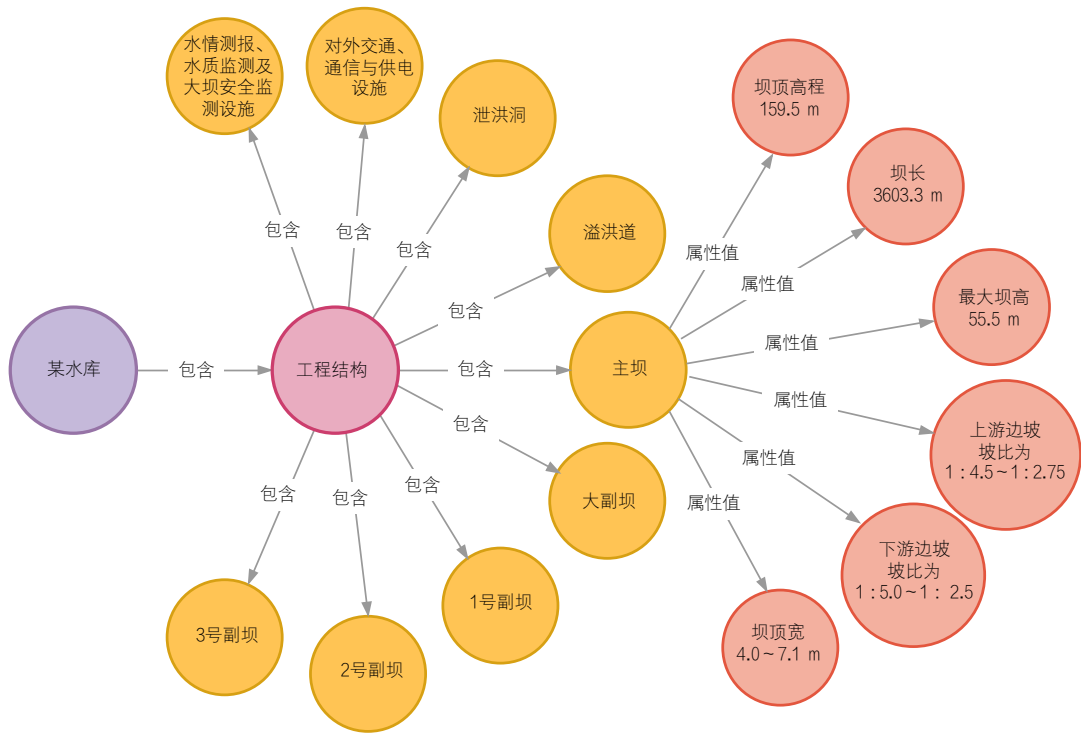 水情测报、
水质监测及
大坝安全监
测设施
对外交通、
通信与供电
设施
泄洪洞
溢洪道
坝顶高程
159.5 m
坝长
3603.3 m
最大坝高
55.5 m
包含
包含
包含
包含
属性值
属性值
属性值
某水库
包含
工程结构
包含
主坝
属性值
上游边坡
坡比为
1:4.5~1:2.75
包含
大副坝
属性值
下游边坡
坡比为
1:5.0~1: 2.5
包含
包含
包含
属性值
3号副坝
2号副坝
1号副坝
坝顶宽
4.0~7.1 m